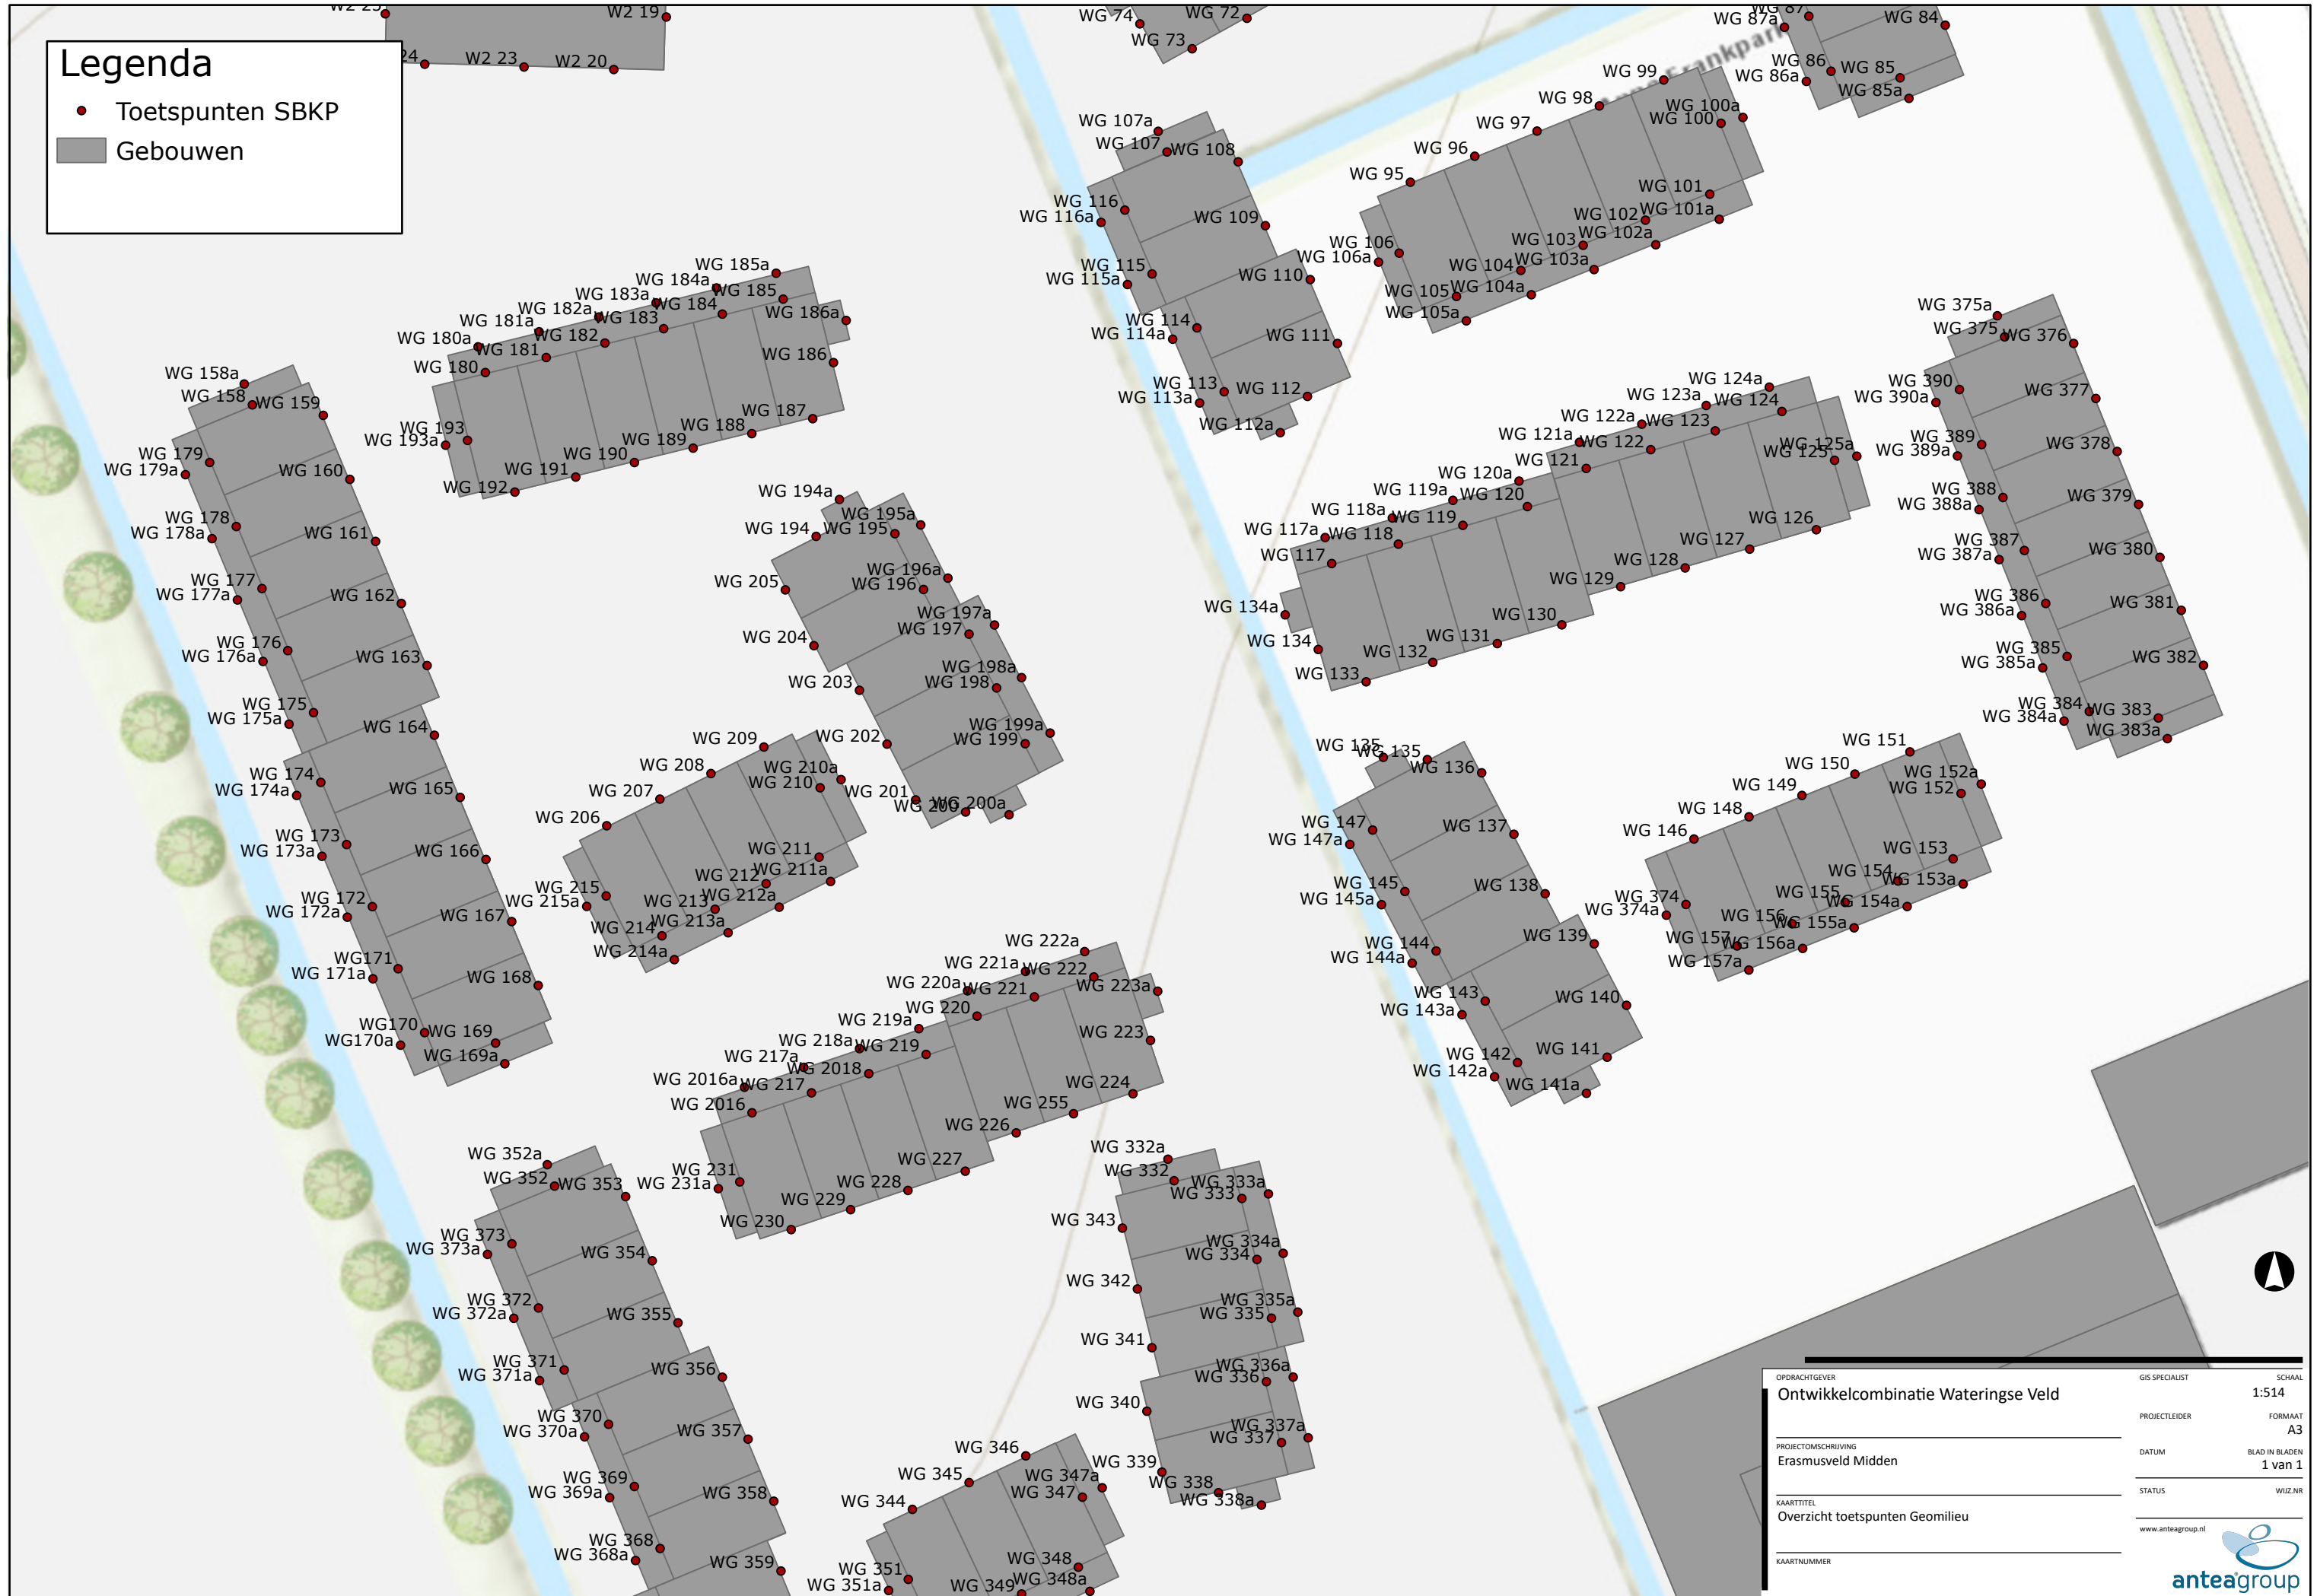 W2 19
24
W2 23
W2 20
WG 74
WG 72
WG 73
WG 87
WG 87a
WG 84
WG 86
WG 86a
WG 85
WG 85a
Legenda
Toetspunten SBKP
Gebouwen
WG 99
WG 98
WG 97
WG 96
WG 95
WG 100a
WG 100
WG 101
WG 101a
WG 102
WG 102a
WG 103
WG 103a
WG 104
WG 104a
WG 105
WG 105a
WG 106
WG 106a
WG 107a
WG 107
WG 108
WG 116
WG 116a
WG 109
WG 115
WG 115a
WG 110
WG 114
WG 114a
WG 111
WG 113
WG 113a
WG 112
WG 112a
WG 185a
WG 184a
WG 185
WG 183a
WG 184
WG 182a
WG 183
WG 186a
WG 181a
WG 182
WG 180a
WG 181
WG 180
WG 186
WG 187
WG 188
WG 189
WG 190
WG 191
WG 192
WG 193
WG 193a
WG 158a
WG 158
WG 159
WG 179
WG 179a
WG 160
WG 178
WG 178a
WG 161
WG 177
WG 177a
WG 162
WG 176
WG 176a
WG 163
WG 175
WG 175a
WG 164
WG 174
WG 174a
WG 165
WG 173
WG 173a
WG 166
WG 172
WG 172a
WG 167
WG171
WG 171a
WG 168
WG170
WG170a
WG 169
WG 169a
WG 194a
WG 194
WG 195a
WG 195
WG 205
WG 196a
WG 196
WG 204
WG 197a
WG 197
WG 203
WG 198a
WG 198
WG 202
WG 199a
WG 199
WG 201
WG 200
WG 200a
WG 209
WG 208
WG 207
WG 206
WG 210a
WG 210
WG 211
WG 211a
WG 212
WG 212a
WG 213
WG 213a
WG 214
WG 214a
WG 215
WG 215a
WG 124a
WG 123a
WG 124
WG 122a
WG 123
WG 121a
WG 122
WG 125a
WG 125
WG 120a
WG 121
WG 119a
WG 120
WG 118a
WG 119
WG 117a
WG 118
WG 117
WG 126
WG 127
WG 128
WG 129
WG 130
WG 131
WG 132
WG 133
WG 134a
WG 134
WG 375a
WG 375
WG 376
WG 390
WG 390a
WG 377
WG 389
WG 389a
WG 378
WG 388
WG 388a
WG 379
WG 387
WG 387a
WG 380
WG 386
WG 386a
WG 381
WG 385
WG 385a
WG 382
WG 384
WG 384a
WG 383
WG 383a
WG 135
WG 135
WG 136
WG 147
WG 147a
WG 137
WG 145
WG 145a
WG 138
WG 144
WG 144a
WG 139
WG 143
WG 143a
WG 140
WG 142
WG 142a
WG 141
WG 141a
WG 151
WG 150
WG 149
WG 148
WG 146
WG 152a
WG 152
WG 153
WG 153a
WG 154
WG 154a
WG 155
WG 155a
WG 156
WG 156a
WG 157
WG 157a
WG 374
WG 374a
WG 222a
WG 221a
WG 222
WG 220a
WG 221
WG 223a
WG 220
WG 219a
WG 219
WG 218a
WG 217a
WG 2018
WG 2016a
WG 217
WG 2016
WG 223
WG 224
WG 255
WG 226
WG 227
WG 228
WG 229
WG 230
WG 231
WG 231a
WG 352a
WG 352
WG 353
WG 373
WG 373a
WG 354
WG 372
WG 372a
WG 355
WG 371
WG 371a
WG 356
WG 370
WG 370a
WG 357
WG 369
WG 369a
WG 358
WG 368
WG 368a
WG 359
WG 332a
WG 332
WG 333a
WG 333
WG 343
WG 334a
WG 334
WG 342
WG 335a
WG 335
WG 341
WG 336a
WG 336
WG 340
WG 337a
WG 337
WG 339
WG 338
WG 338a
WG 346
WG 345
WG 344
WG 347a
WG 347
WG 348
WG 348a
WG 349
WG 351
WG 351a
OPDRACHTGEVER
Ontwikkelcombinatie Wateringse Veld
GIS SPECIALIST
SCHAAL
1:514
PROJECTLEIDER
FORMAAT
A3
PROJECTOMSCHRIJVING
Erasmusveld Midden
DATUM
BLAD IN BLADEN
1 van 1
KAARTTITEL
Overzicht toetspunten Geomilieu
STATUS
WIJZ.NR
www.anteagroup.nl
KAARTNUMMER
anteagroup